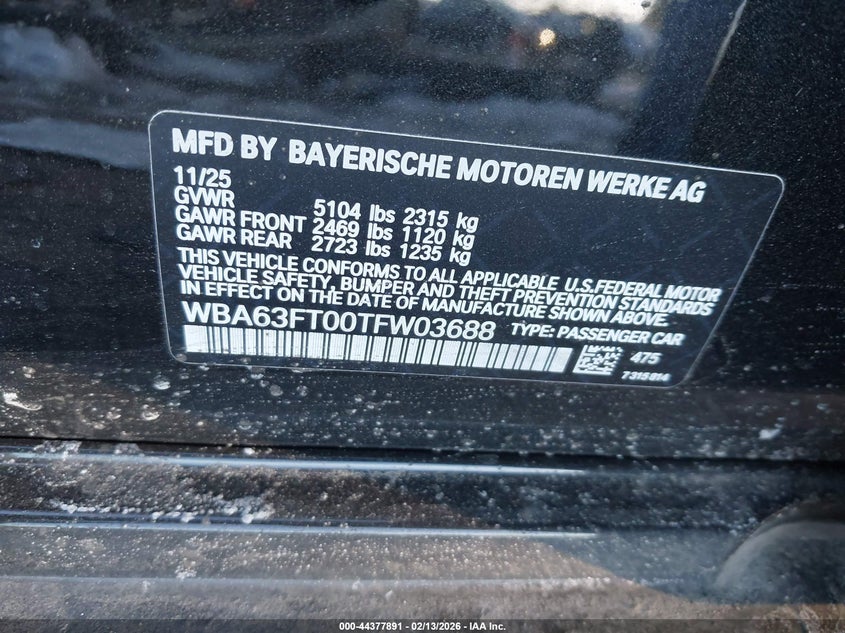 MFD BY BAYERISCHE MOTOREN WERKE AG
11/25
GVWR 5104 lbs 2315 kg
GAWR FRONT 2469 lbs 1120 kg
GAWR REAR 2723 lbs 1235 kg
THIS VEHICLE CONFORMS TO ALL APPLICABLE U.S.FEDERAL MOTOR
VEHICLE SAFETY, BUMPER AND THEFT PREVENTION STANDARDS
IN EFFECT ON THE DATE OF MANUFACTURE SHOWN ABOVE.
WBA63FT00TFW03688 TYPE: PASSENGER CAR
475
7315814
000-44377891 - 02/13/2026 - IAA Inc.